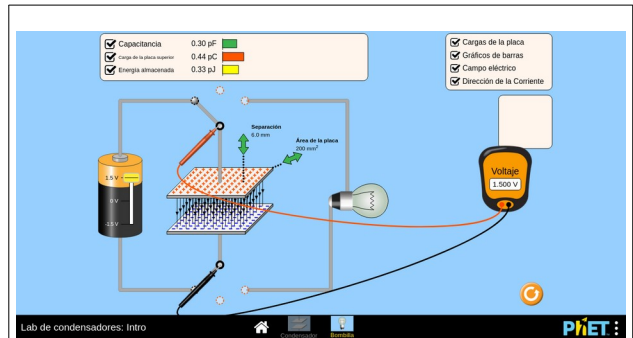 Capacitancia 0.30 pF
Carga de la placa superior 0.44 pC
Energía almacenada 0.33 pJ
Cargas de la placa
Gráficos de barras
Campo eléctrico
Dirección de la Corriente
Separación
6.0 mm
Área de la placa
200 mm²
1.5 V
0 V
-1.5 V
Voltaje
1.500 V
Lab de condensadores: Intro
Condensador
Bombilla
PhET